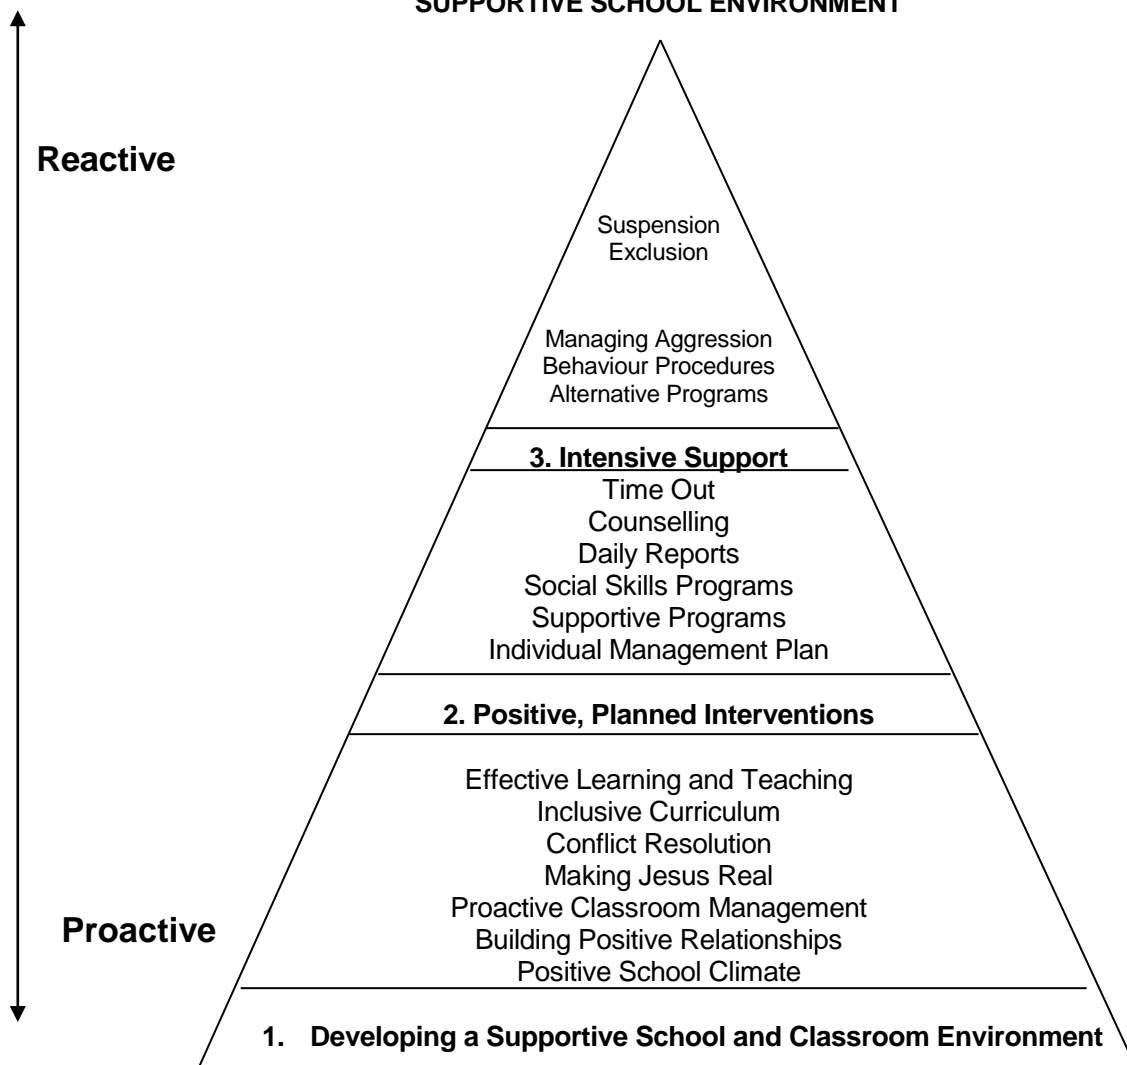 SUPPORTIVE SCHOOL ENVIRONMENT
Reactive
Suspension
Exclusion
Managing Aggression
Behaviour Procedures
Alternative Programs
3. Intensive Support
Time Out
Counselling
Daily Reports
Social Skills Programs
Supportive Programs
Individual Management Plan
2. Positive, Planned Interventions
Effective Learning and Teaching
Inclusive Curriculum
Conflict Resolution
Making Jesus Real
Proactive Classroom Management
Proactive
Building Positive Relationships
Positive School Climate
1. Developing a Supportive School and Classroom Environment